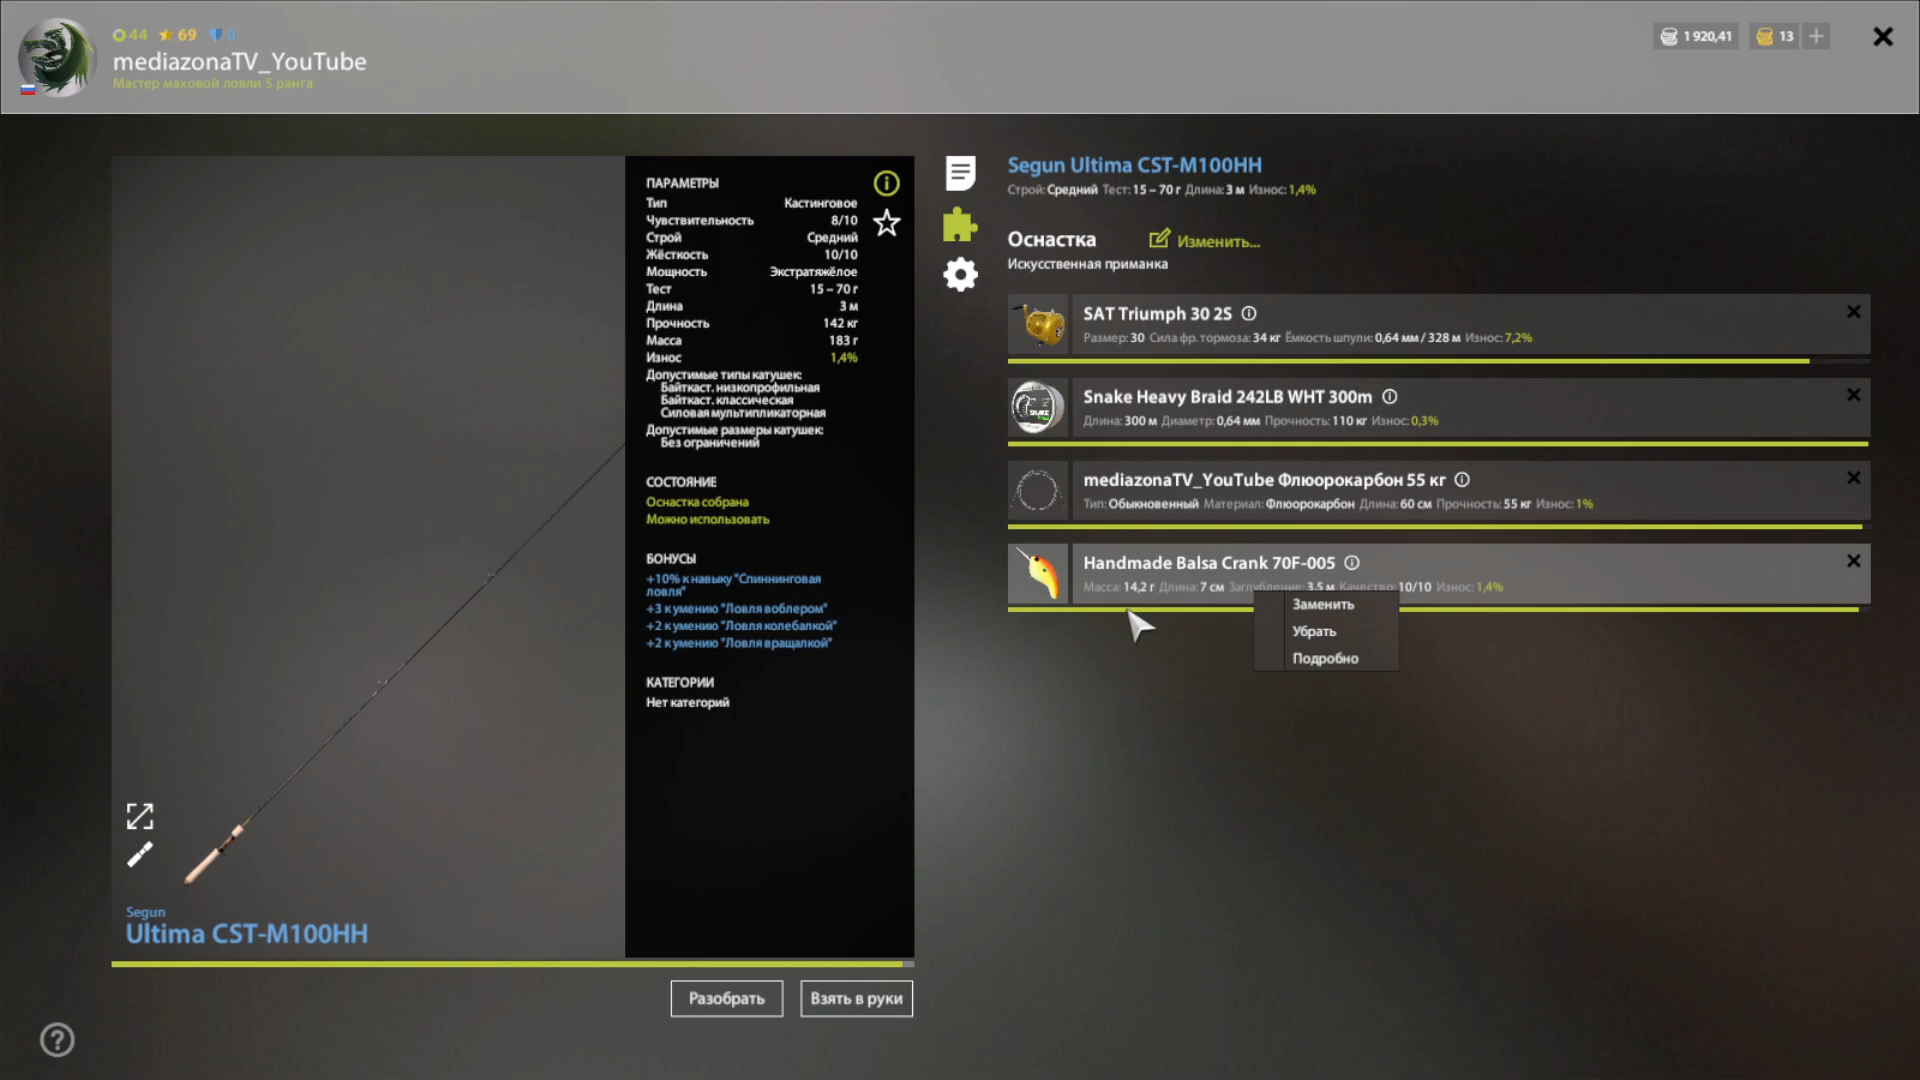 44 69 0
mediazonaTV_YouTube
Мастер маховой ловли 5 ранга
1 920,41 13
ПАРАМЕТРЫ
Тип Кастинговое
Чувствительность 8/10
Строй Средний
Жёсткость 10/10
Мощность Экстратяжёлое
Тест 15 – 70 г
Длина 3 м
Прочность 142 кг
Масса 183 г
Износ 1,4%
Допустимые типы катушек:
Байткаст. низкопрофильная
Байткаст. классическая
Силовая мультипликаторная
Допустимые размеры катушек:
Без ограничений
СОСТОЯНИЕ
Оснастка собрана
Можно использовать
БОНУСЫ
+10% к навыку "Спиннинговая
ловля"
+3 к умению "Ловля воблером"
+2 к умению "Ловля колебалкой"
+2 к умению "Ловля вращалкой"
КАТЕГОРИИ
Нет категорий
Segun
Ultima CST-M100HH
Разобрать Взять в руки
Segun Ultima CST-M100HH
Строй: Средний Тест: 15 – 70 г Длина: 3 м Износ: 1,4%
Оснастка Изменить...
Искусственная приманка
SAT Triumph 30 2S
Размер: 30 Сила фр. тормоза: 34 кг Ёмкость шпули: 0,64 мм / 328 м Износ: 7,2%
Snake Heavy Braid 242LB WHT 300m
Длина: 300 м Диаметр: 0,64 мм Прочность: 110 кг Износ: 0,3%
mediazonaTV_YouTube Флюорокарбон 55 кг
Тип: Обыкновенный Материал: Флюорокарбон Длина: 60 см Прочность: 55 кг Износ: 1%
Handmade Balsa Crank 70F-005
Масса: 14,2 г Длина: 7 см Заглубление: 3,5 м Качество: 10/10 Износ: 1,4%
Заменить
Убрать
Подробно